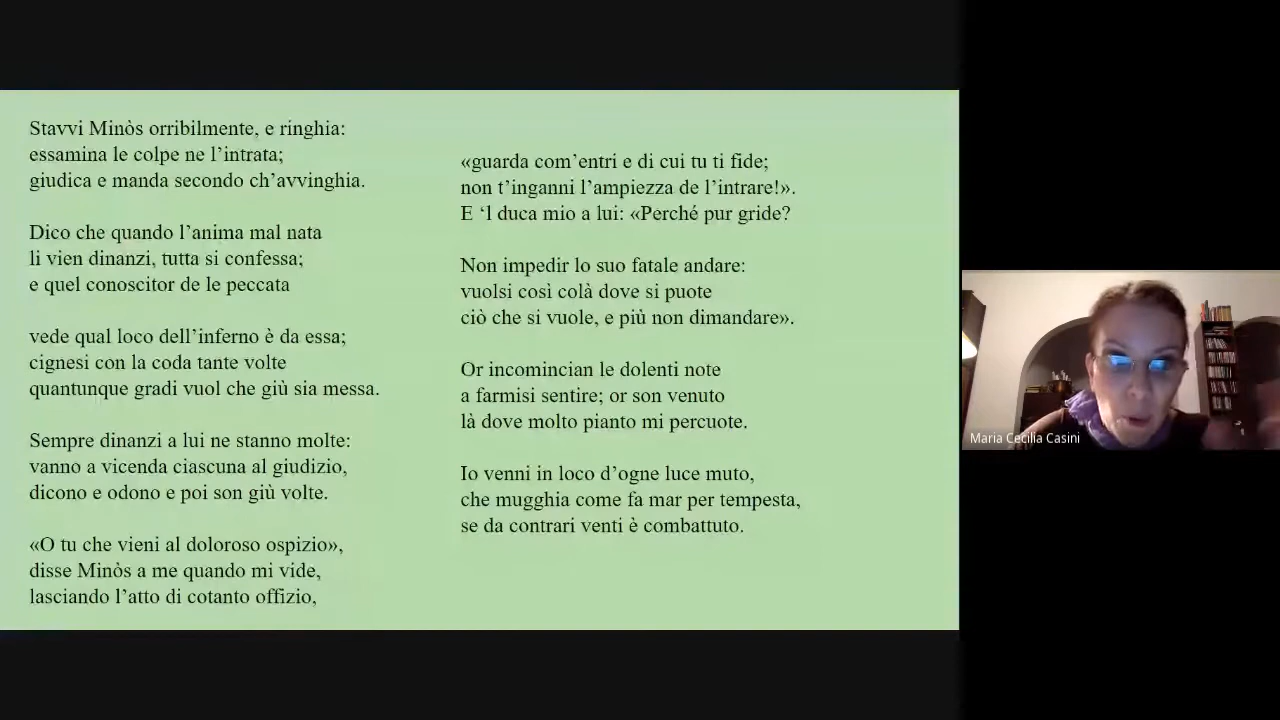 Stavvi Minòs orribilmente, e ringhia:
essamina le colpe ne l’intrata;
giudica e manda secondo ch’avvinghia.
Dico che quando l’anima mal nata
li vien dinanzi, tutta si confessa;
e quel conoscitor de le peccata
vede qual loco dell’inferno è da essa;
cignesi con la coda tante volte
quantunque gradi vuol che giù sia messa.
Sempre dinanzi a lui ne stanno molte:
vanno a vicenda ciascuna al giudizio,
dicono e odono e poi son giù volte.
«O tu che vieni al doloroso ospizio»,
disse Minòs a me quando mi vide,
lasciando l’atto di cotanto offizio,
«guarda com’entri e di cui tu ti fide;
non t’inganni l’ampiezza de l’intrare!».
E ‘l duca mio a lui: «Perché pur gride?
Non impedir lo suo fatale andare:
vuolsi così colà dove si puote
ciò che si vuole, e più non dimandare».
Or incomincian le dolenti note
a farmisi sentire; or son venuto
là dove molto pianto mi percuote.
Io venni in loco d’ogne luce muto,
che mugghia come fa mar per tempesta,
se da contrari venti è combattuto.
Maria Cecilia Casini